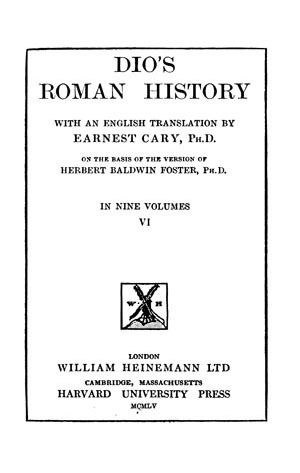 DIO'S
ROMAN HISTORY
WITH AN ENGLISH TRANSLATION BY
EARNEST CARY, PH.D.
ON THE BASIS OF THE VERSION OF
HERBERT BALDWIN FOSTER, PH.D.
IN NINE VOLUMES
VI
W H
LONDON
WILLIAM HEINEMANN LTD
CAMBRIDGE, MASSACHUSETTS
HARVARD UNIVERSITY PRESS
MCMLV